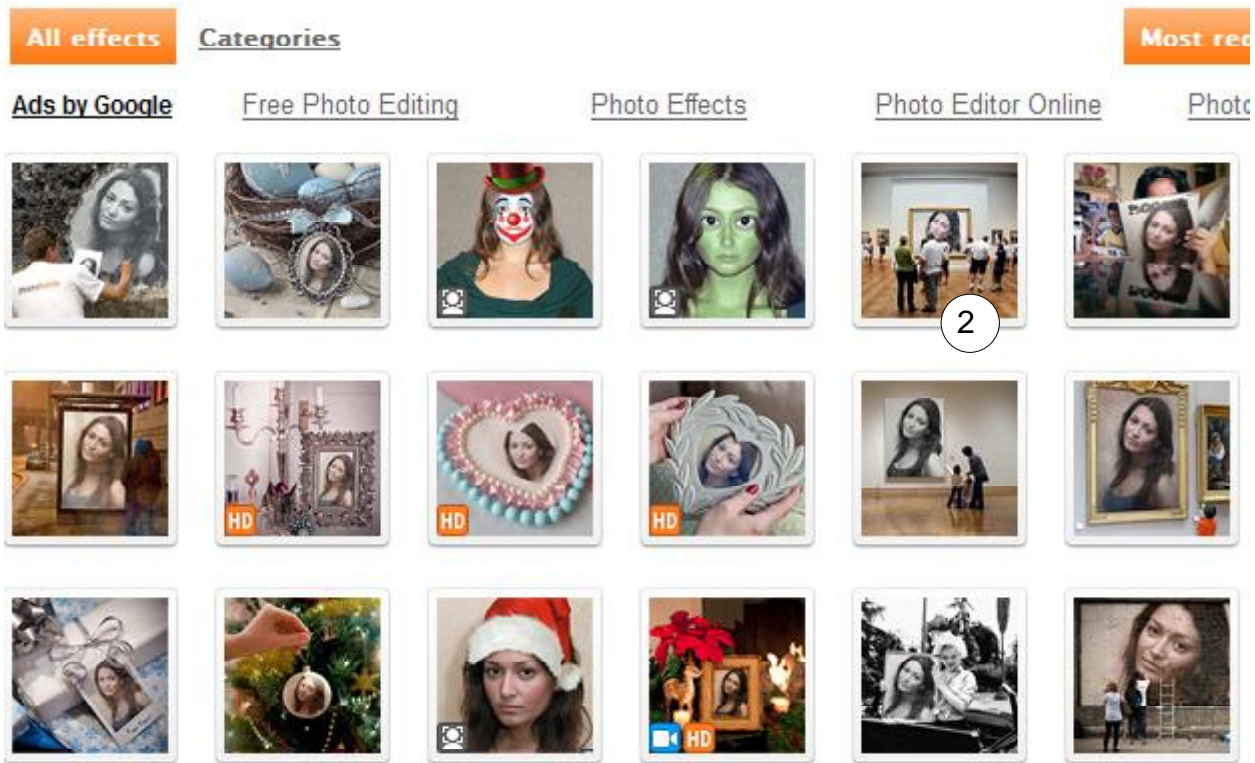 All effects Categories Most rec
Ads by Google Free Photo Editing Photo Effects Photo Editor Online Photo
2
HD HD HD
HD